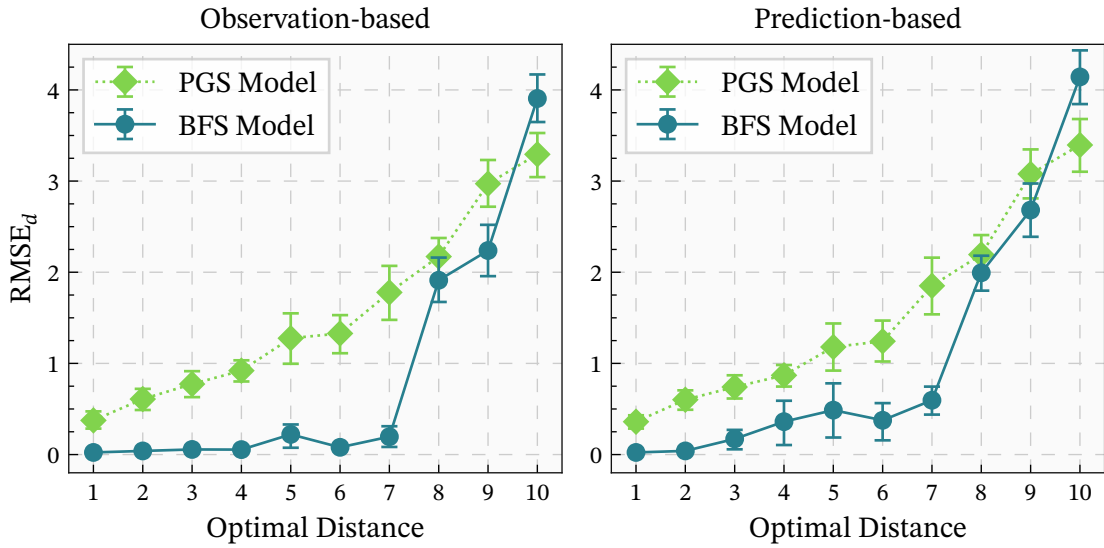 Observation-based
PGS Model
BFS Model
RMSE_d
4
3
2
1
0
1 2 3 4 5 6 7 8 9 10
Optimal Distance
Prediction-based
PGS Model
BFS Model
4
3
2
1
0
1 2 3 4 5 6 7 8 9 10
Optimal Distance